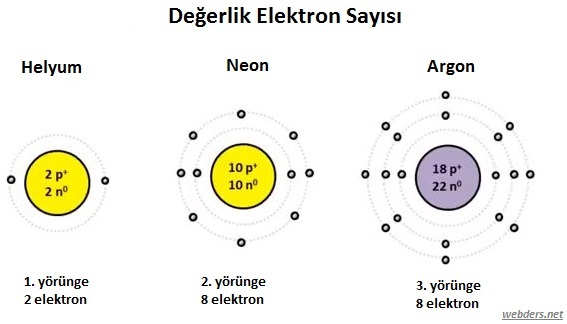 Değerlik Elektron Sayısı
Helyum
Neon
Argon
2 p⁺
2 n⁰
10 p⁺
10 n⁰
18 p⁺
22 n⁰
1. yörünge
2 elektron
2. yörünge
8 elektron
3. yörünge
8 elektron
webders.net